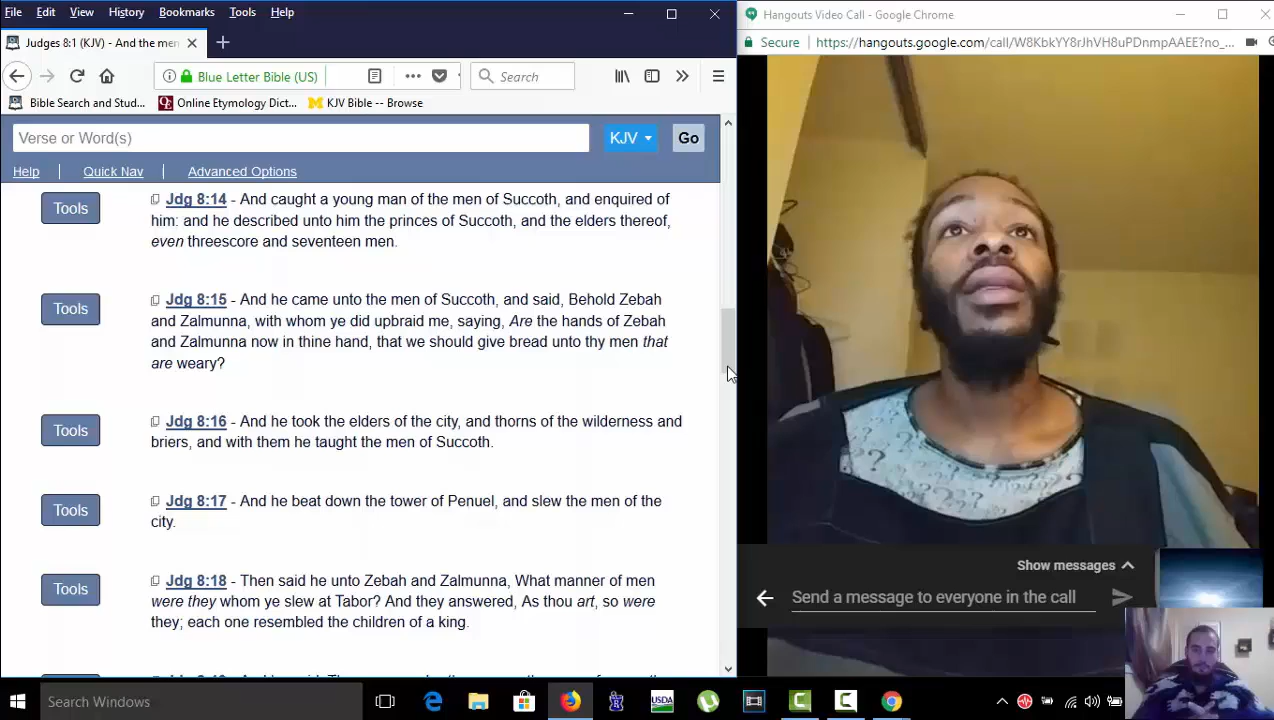 File Edit View History Bookmarks Tools Help
Judges 8:1 (KJV) - And the men
Blue Letter Bible (US)
Search
Bible Search and Stud... Online Etymology Dict... KJV Bible -- Browse
Verse or Word(s) KJV Go
Help Quick Nav Advanced Options
Tools
Jdg 8:14 - And caught a young man of the men of Succoth, and enquired of
him: and he described unto him the princes of Succoth, and the elders thereof,
even threescore and seventeen men.
Tools
Jdg 8:15 - And he came unto the men of Succoth, and said, Behold Zebah
and Zalmunna, with whom ye did upbraid me, saying, Are the hands of Zebah
and Zalmunna now in thine hand, that we should give bread unto thy men that
are weary?
Tools
Jdg 8:16 - And he took the elders of the city, and thorns of the wilderness and
briers, and with them he taught the men of Succoth.
Tools
Jdg 8:17 - And he beat down the tower of Penuel, and slew the men of the
city.
Tools
Jdg 8:18 - Then said he unto Zebah and Zalmunna, What manner of men
were they whom ye slew at Tabor? And they answered, As thou art, so were
they; each one resembled the children of a king.
Hangouts Video Call - Google Chrome
Secure https://hangouts.google.com/call/W8KbkYY8rJhVH8uPDnmpAAEE?no_...
Show messages
Send a message to everyone in the call
Search Windows
USDA